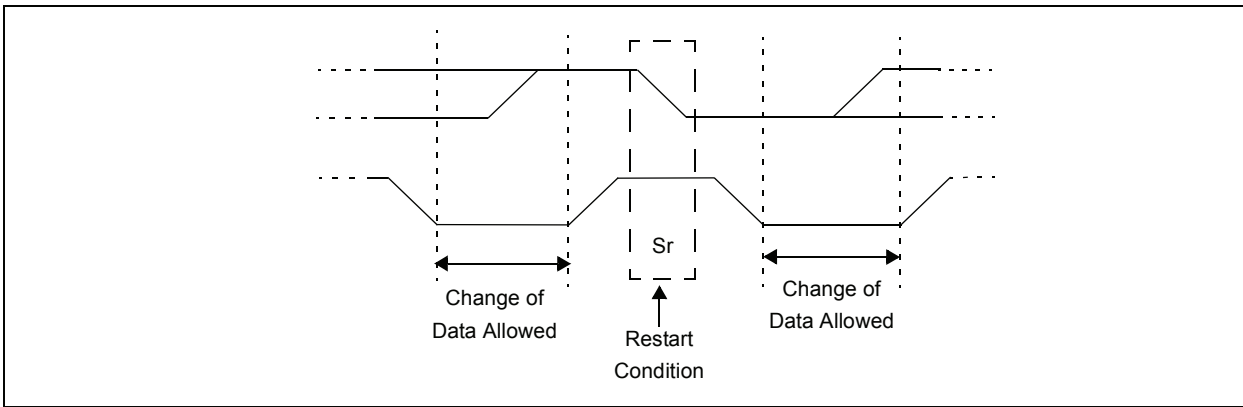 Sr
Change of
Data Allowed
Restart
Condition
Change of
Data Allowed